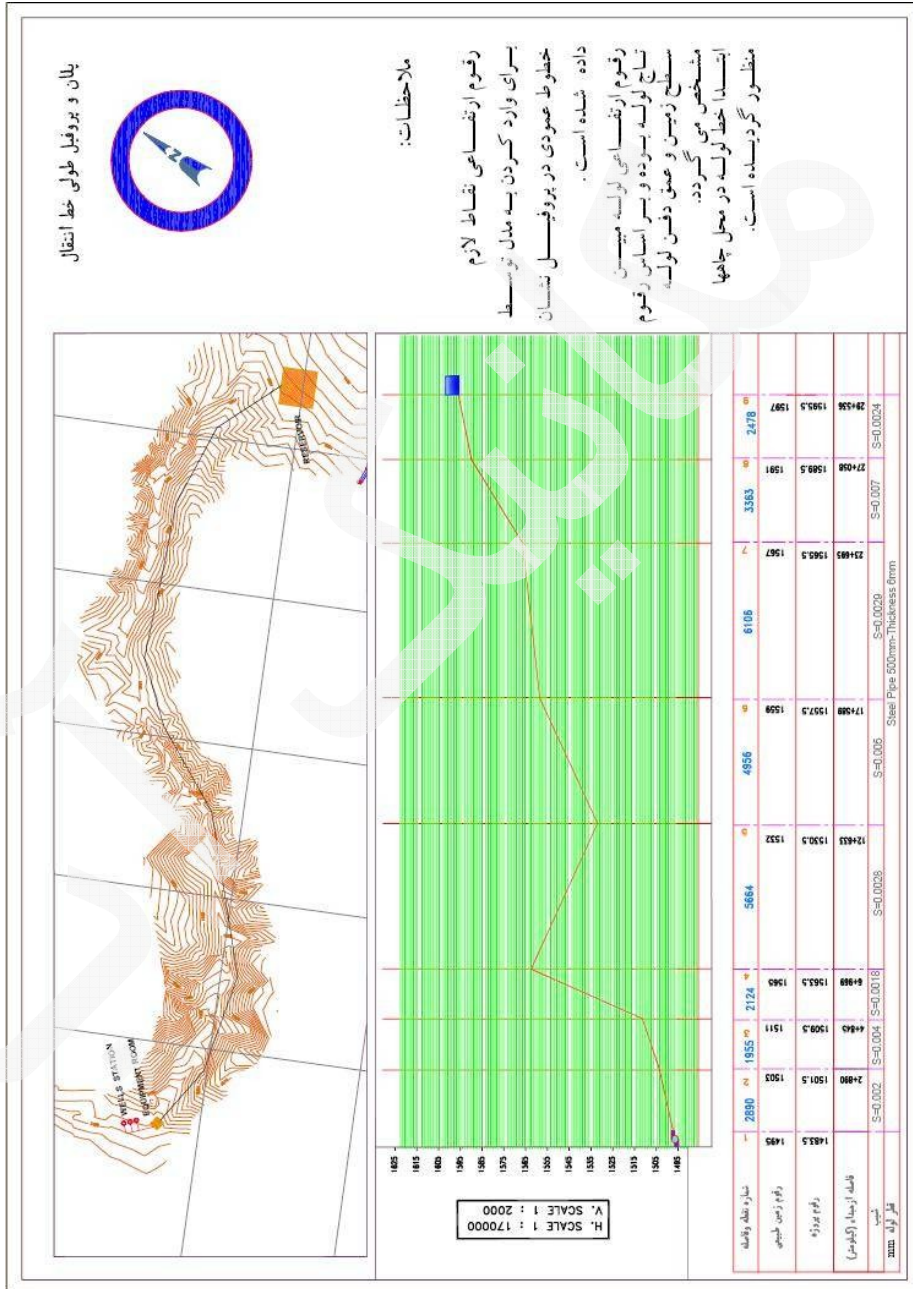 پلان و پروفیل طولی خط انتقال
ملاحظات:
رقوم ارتفاعی نقاط لازم
برای وارد کردن به مدل توسط
خطوط عمودی در پروفیل نشان
داده شده است.
رقوم ارتفاعی لوله مبین
تاج لوله بوده و بر اساس رقوم
سطح زمین و عمق دفن لوله
مشخص می گردد.
ابتدا خط لوله در محل چاهها
منظور گردیده است.
N
WELLS STATION
EQUIPMENT ROOM
RESERVOIR
1625
1615
1605
1595
1585
1575
1565
1555
1545
1535
1525
1515
1505
1495
H. SCALE 1 : 170000
V. SCALE 1 : 2000
شماره نقطه وفاصله
1 2890 2 1955 3 2124 4 5664 5 4956 6 6106 7 3363 8 2478
رقوم زمین طبیعی
1495 1503 1511 1565 1532 1559 1567 1591 1597
رقوم پروژه
1483.5 1501.5 1509.5 1563.5 1530.5 1557.5 1565.5 1589.5 1595.5
فاصله از مبداء (کیلومتر)
2+890 4+845 6+969 12+633 17+589 23+695 27+058 29+536
شیب
S=0.002 S=0.004 S=0.0018 S=0.0028 S=0.006 S=0.0029 S=0.007 S=0.0024
قطر لوله mm
Steel Pipe 500mm-Thickness 6mm